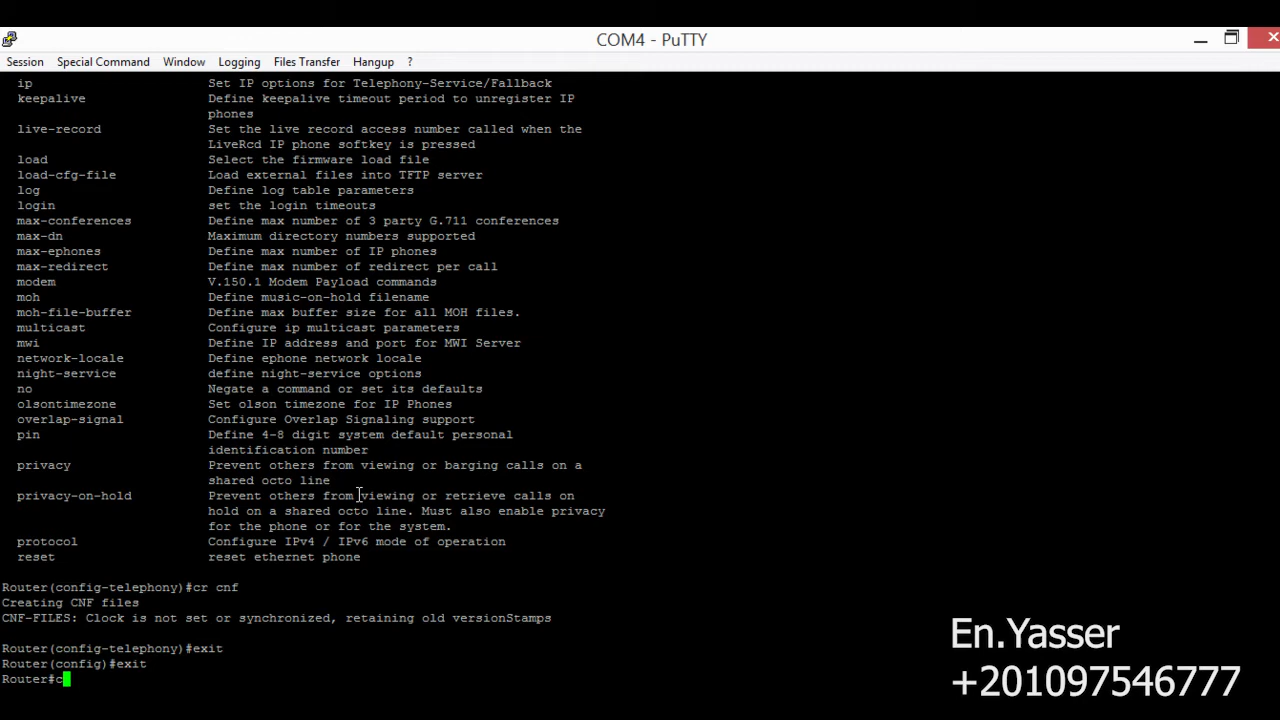 COM4 - PuTTY
Session Special Command Window Logging Files Transfer Hangup ?
ip Set IP options for Telephony-Service/Fallback
keepalive Define keepalive timeout period to unregister IP
phones
live-record Set the live record access number called when the
LiveRcd IP phone softkey is pressed
load Select the firmware load file
load-cfg-file Load external files into TFTP server
log Define log table parameters
login set the login timeouts
max-conferences Define max number of 3 party G.711 conferences
max-dn Maximum directory numbers supported
max-ephones Define max number of IP phones
max-redirect Define max number of redirect per call
modem V.150.1 Modem Payload commands
moh Define music-on-hold filename
moh-file-buffer Define max buffer size for all MOH files.
multicast Configure ip multicast parameters
mwi Define IP address and port for MWI Server
network-locale Define ephone network locale
night-service define night-service options
no Negate a command or set its defaults
olsontimezone Set olson timezone for IP Phones
overlap-signal Configure Overlap Signaling support
pin Define 4-8 digit system default personal
identification number
privacy Prevent others from viewing or barging calls on a
shared octo line
privacy-on-hold Prevent others from viewing or retrieve calls on
hold on a shared octo line. Must also enable privacy
for the phone or for the system.
protocol Configure IPv4 / IPv6 mode of operation
reset reset ethernet phone
Router(config-telephony)#cr cnf
Creating CNF files
CNF-FILES: Clock is not set or synchronized, retaining old versionStamps
Router(config-telephony)#exit
Router(config)#exit
Router#c
En.Yasser
+201097546777